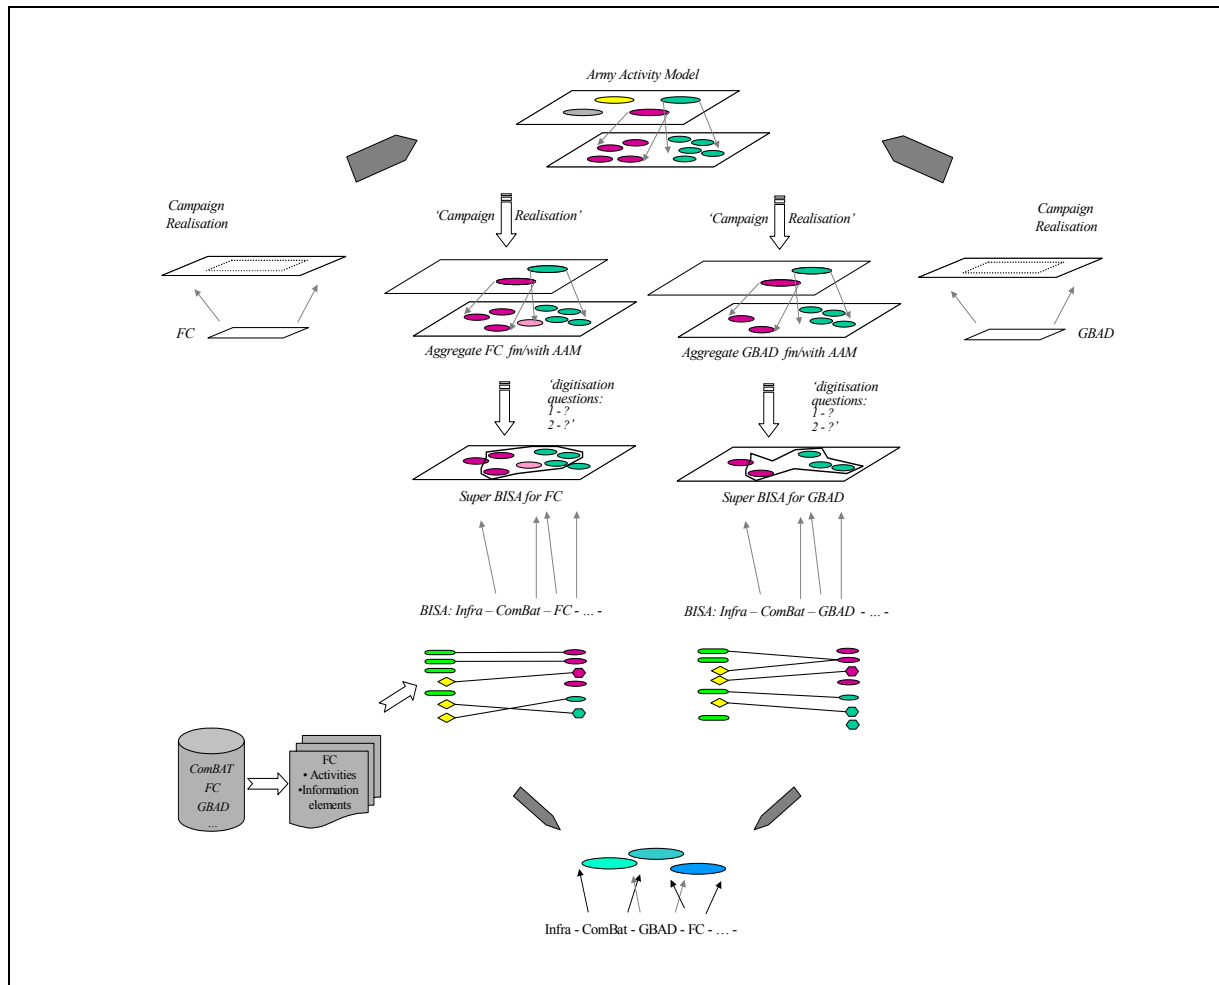 Army Activity Model
Campaign
Realisation
‘Campaign Realisation’
‘Campaign Realisation’
Campaign
Realisation
FC
GBAD
Aggregate FC fm/with AAM
Aggregate GBAD fm/with AAM
‘digitisation
questions:
1 - ?
2 - ?’
‘digitisation
questions:
1 - ?
2 - ?’
Super BISA for FC
Super BISA for GBAD
BISA: Infra – ComBat – FC - … -
BISA: Infra – ComBat – GBAD - … -
ComBAT
FC
GBAD
…
FC
• Activities
•Information
elements
Infra - ComBat - GBAD - FC - … -